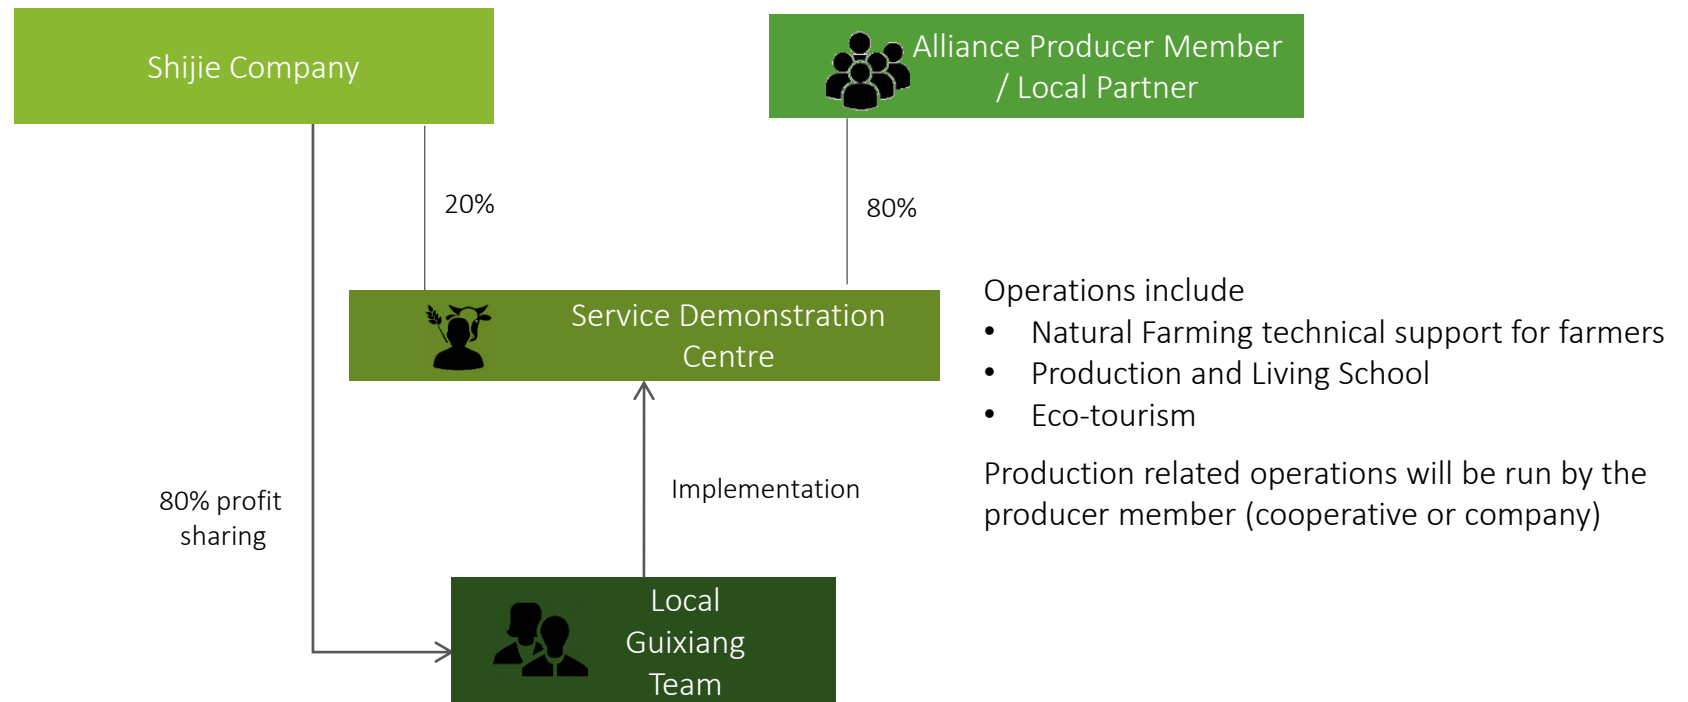 Shijie Company
Alliance Producer Member
/ Local Partner
20%
80%
Service Demonstration
Centre
Operations include
• Natural Farming technical support for farmers
• Production and Living School
• Eco-tourism
Production related operations will be run by the
producer member (cooperative or company)
80% profit
sharing
Implementation
Local
Guixiang
Team